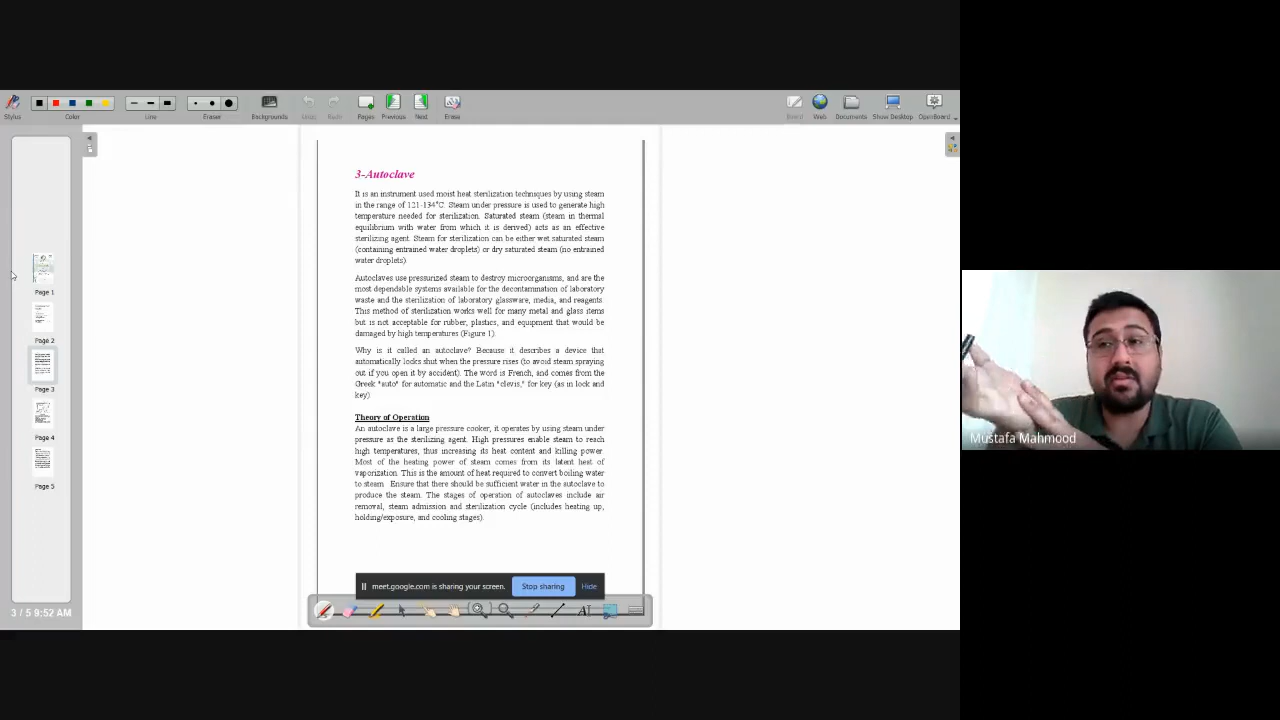 Stylus
Color
Line
Eraser
Backgrounds
Undo
Redo
Pages
Previous
Next
Erase
Board
Web
Documents
Show Desktop
OpenBoard
3-Autoclave
It is an instrument used moist heat sterilization techniques by using steam
in the range of 121-134°C. Steam under pressure is used to generate high
temperature needed for sterilization. Saturated steam (steam in thermal
equilibrium with water from which it is derived) acts as an effective
sterilizing agent. Steam for sterilization can be either wet saturated steam
(containing entrained water droplets) or dry saturated steam (no entrained
water droplets)
Autoclaves use pressurized steam to destroy microorganisms, and are the
most dependable systems available for the decontamination of laboratory
waste and the sterilization of laboratory glassware, media, and reagents.
This method of sterilization works well for many metal and glass items
but is not acceptable for rubber, plastics, and equipment that would be
damaged by high temperatures (Figure 1).
Why is it called an autoclave? Because it describes a device that
automatically locks shut when the pressure rises (to avoid steam spraying
out if you open it by accident). The word is French, and comes from the
Greek "auto" for automatic and the Latin "clevis," for key (as in lock and
key)
Theory of Operation
An autoclave is a large pressure cooker, it operates by using steam under
pressure as the sterilizing agent. High pressures enable steam to reach
high temperatures, thus increasing its heat content and killing power.
Most of the heating power of steam comes from its latent heat of
vaporization. This is the amount of heat required to convert boiling water
to steam  Ensure that there should be sufficient water in the autoclave to
produce the steam. The stages of operation of autoclaves include air
removal, steam admission and sterilization cycle (includes heating up,
holding/exposure, and cooling stages).
Page 1
Page 2
Page 3
Page 4
Page 5
3 / 5 9:52 AM
meet.google.com is sharing your screen.
Stop sharing
Hide
Mustafa Mahmood